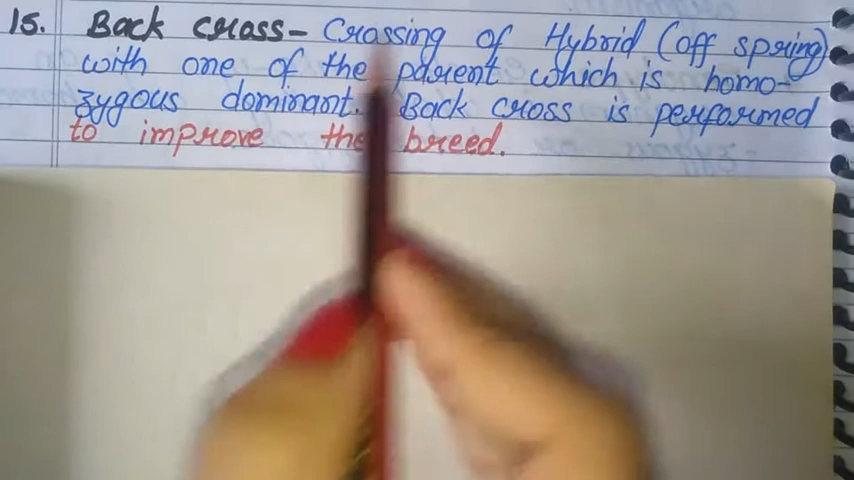 15. Back cross- Crossing of Hybrid (off spring)
with one of the parent which is homo-
zygous dominant. Back cross is performed
to improve the breed.